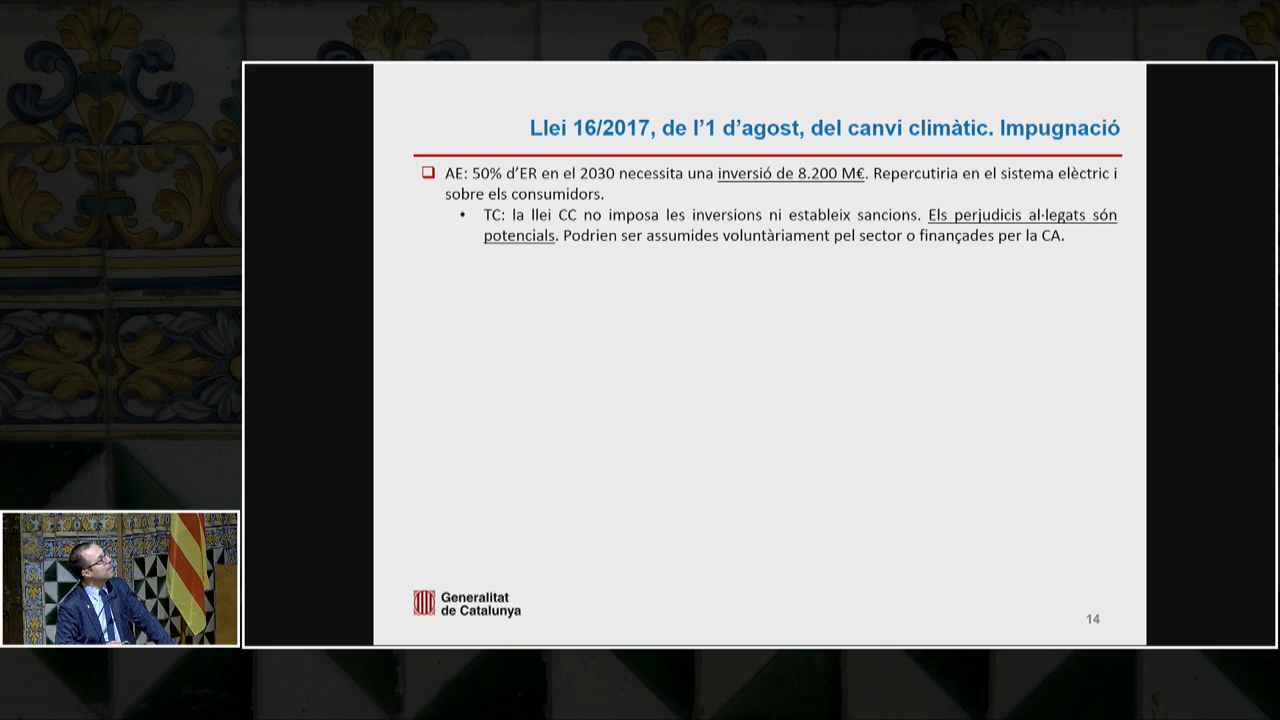 Llei 16/2017, de l'1 d'agost, del canvi climàtic. Impugnació
AE: 50% d'ER en el 2030 necessita una inversió de 8.200 M€. Repercutiria en el sistema elèctric i
sobre els consumidors.
• TC: la llei CC no imposa les inversions ni estableix sancions. Els perjudicis al·legats són
potencials. Podrien ser assumides voluntàriament pel sector o finançades per la CA.
Generalitat
de Catalunya
14